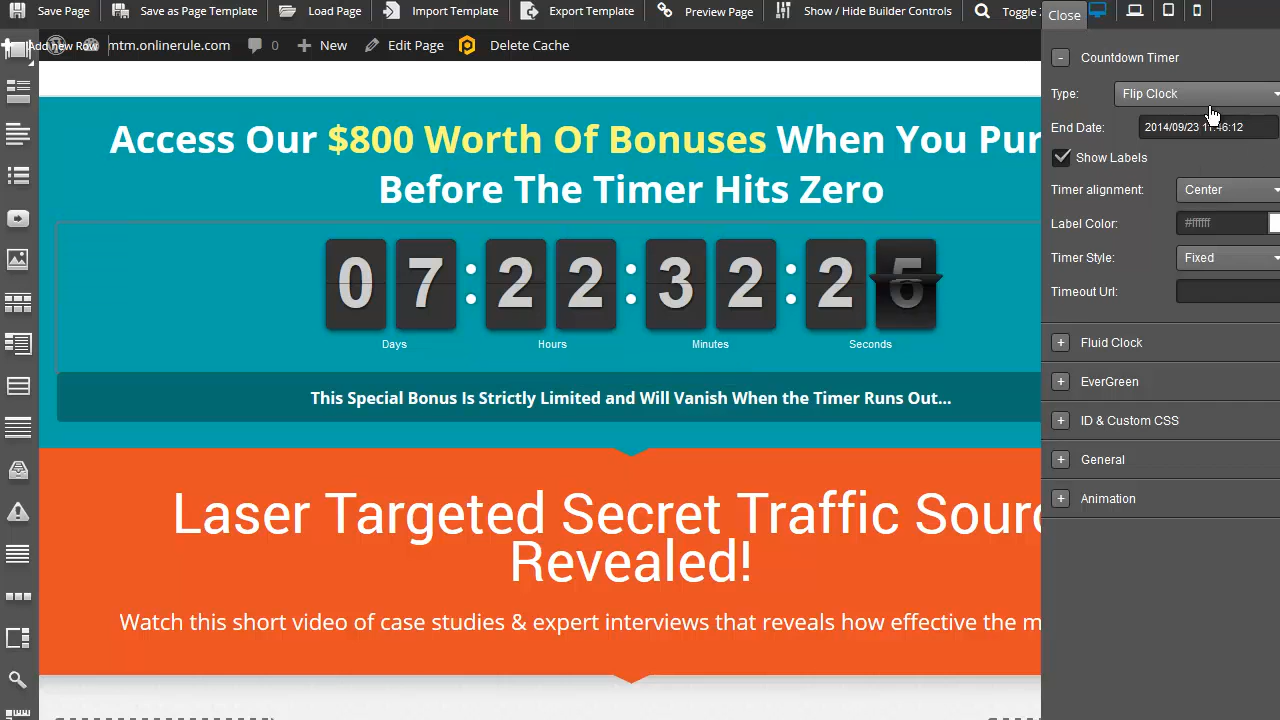 Save Page Save as Page Template Load Page Import Template Export Template Preview Page Show / Hide Builder Controls Toggle
Close
Add new Row mtm.onlinerule.com 0 New Edit Page Delete Cache
Countdown Timer
Type: Flip Clock
End Date: 2014/09/23 11:46:12
Show Labels
Timer alignment: Center
Label Color: #ffffff
Timer Style: Fixed
Timeout Url:
Fluid Clock
EverGreen
ID & Custom CSS
General
Animation
Access Our $800 Worth Of Bonuses When You Pur
Before The Timer Hits Zero
07:22:32:2
Days Hours Minutes Seconds
This Special Bonus Is Strictly Limited and Will Vanish When the Timer Runs Out...
Laser Targeted Secret Traffic Sourc
Revealed!
Watch this short video of case studies & expert interviews that reveals how effective the m